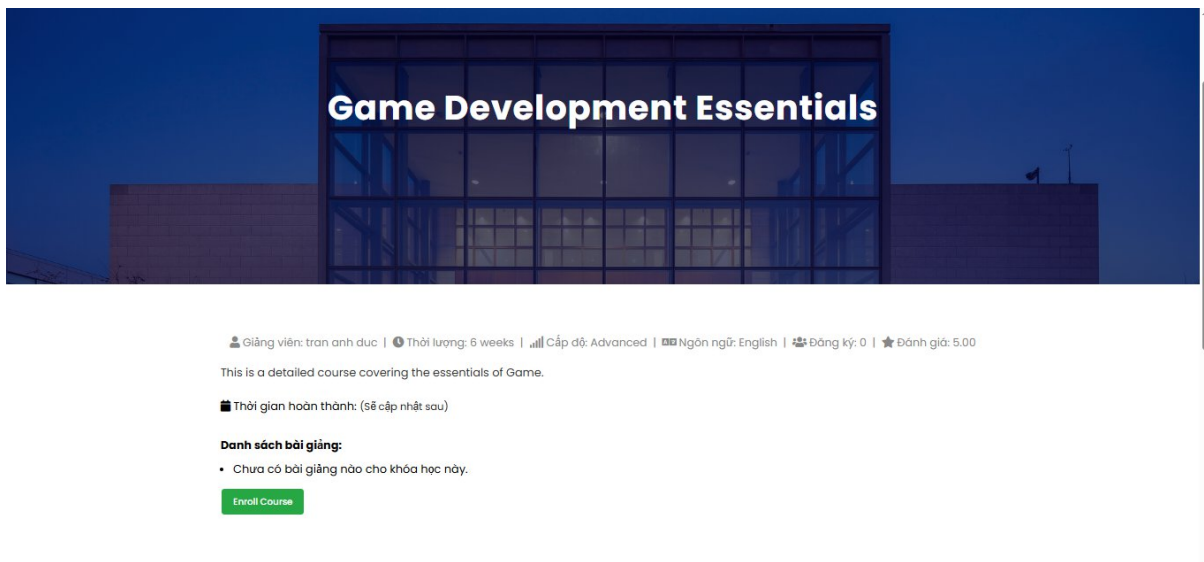 Game Development Essentials
Giảng viên: tran anh duc | Thời lượng: 6 weeks | Cấp độ: Advanced | Ngôn ngữ: English | Đăng ký: 0 | Đánh giá: 5.00
This is a detailed course covering the essentials of Game.
Thời gian hoàn thành: (Sẽ cập nhật sau)
Danh sách bài giảng:
• Chưa có bài giảng nào cho khóa học này.
Enroll Course